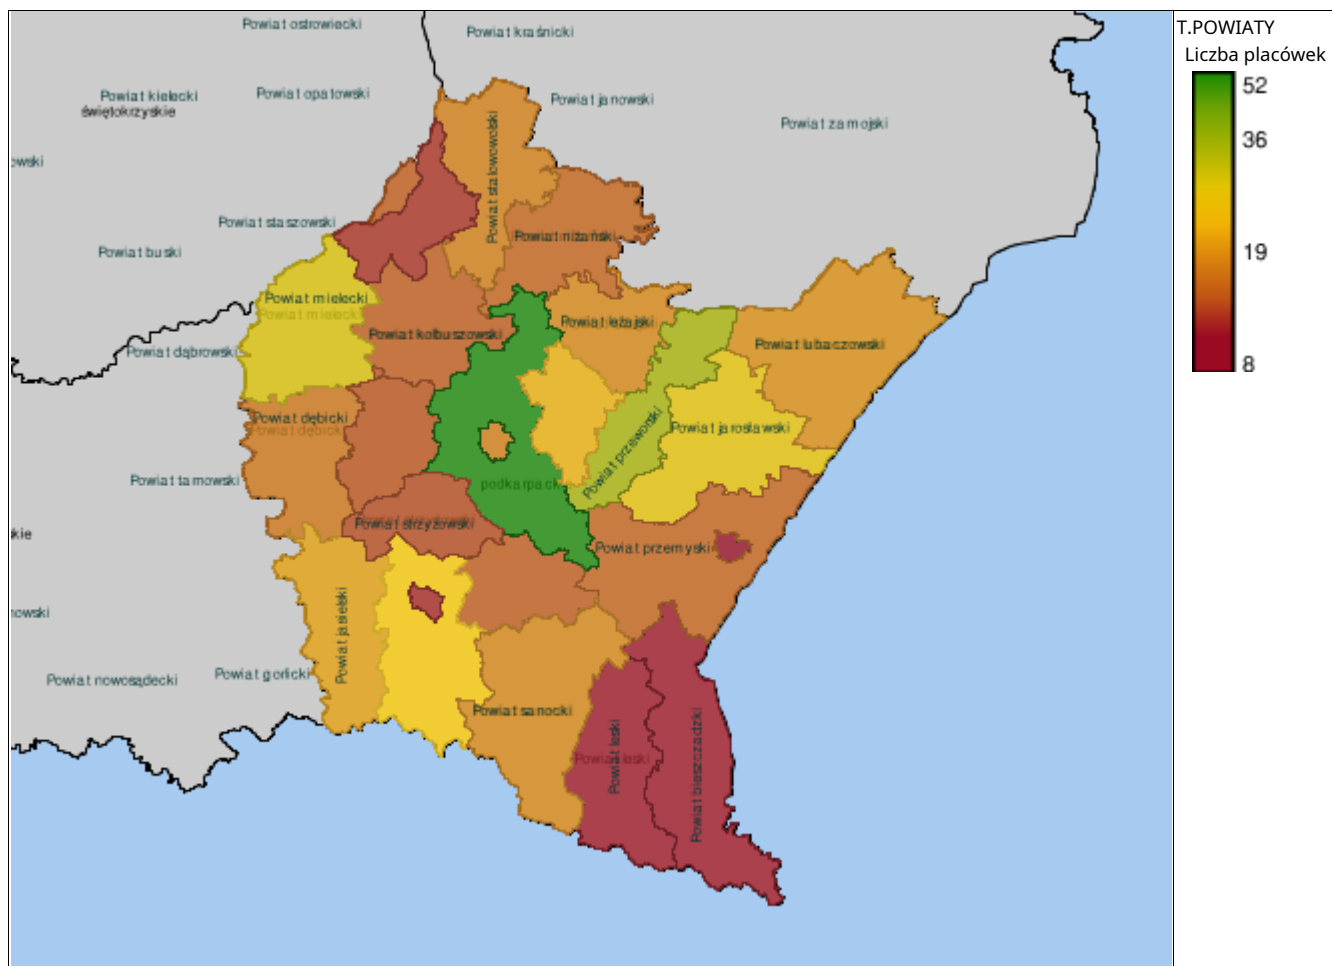 Powiat ostrowiecki
Powiat kraśnicki
T.POWIATY
Liczba placówek
52
36
19
8
Powiat kielecki
świętokrzyskie
Powiat opatowski
Powiat janowski
Powiat zamojski
owski
Powiat stalowowolski
Powiat staszowski
Powiat niżański
Powiat buski
Powiat mielecki
Powiat mielecki
Powiat leżajski
Powiat kolbuszowski
Powiat lubaczowski
Powiat dąbrowski
Powiat dębicki
Powiat dębicki
Powiat jarosławski
Powiat przeworski
Powiat tarnowski
podkarpack
Powiat strzyżowski
kie
Powiat przemyski
nowski
Powiat jasielski
Powiat gorlicki
Powiat nowosądecki
Powiat sanocki
Powiat leski
Powiat leski
Powiat bieszczadzki